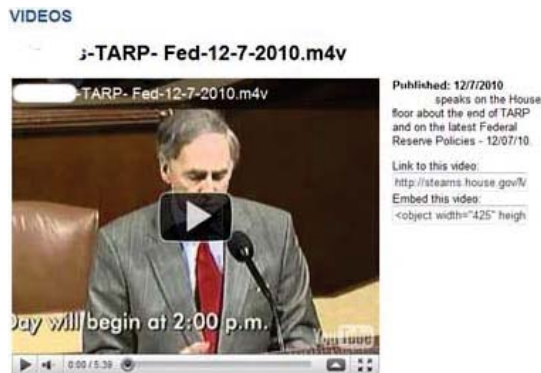 VIDEOS
-TARP- Fed-12-7-2010.m4v
-TARP- Fed-12-7-2010.m4v
Published: 12/7/2010
speaks on the House
floor about the end of TARP
and on the latest Federal
Reserve Policies - 12/07/10.
Link to this video:
http://stearns.house.gov/
Embed this video:
<object width="425" heigh
Day will begin at 2:00 p.m.
YouTube
0:00 / 5:39